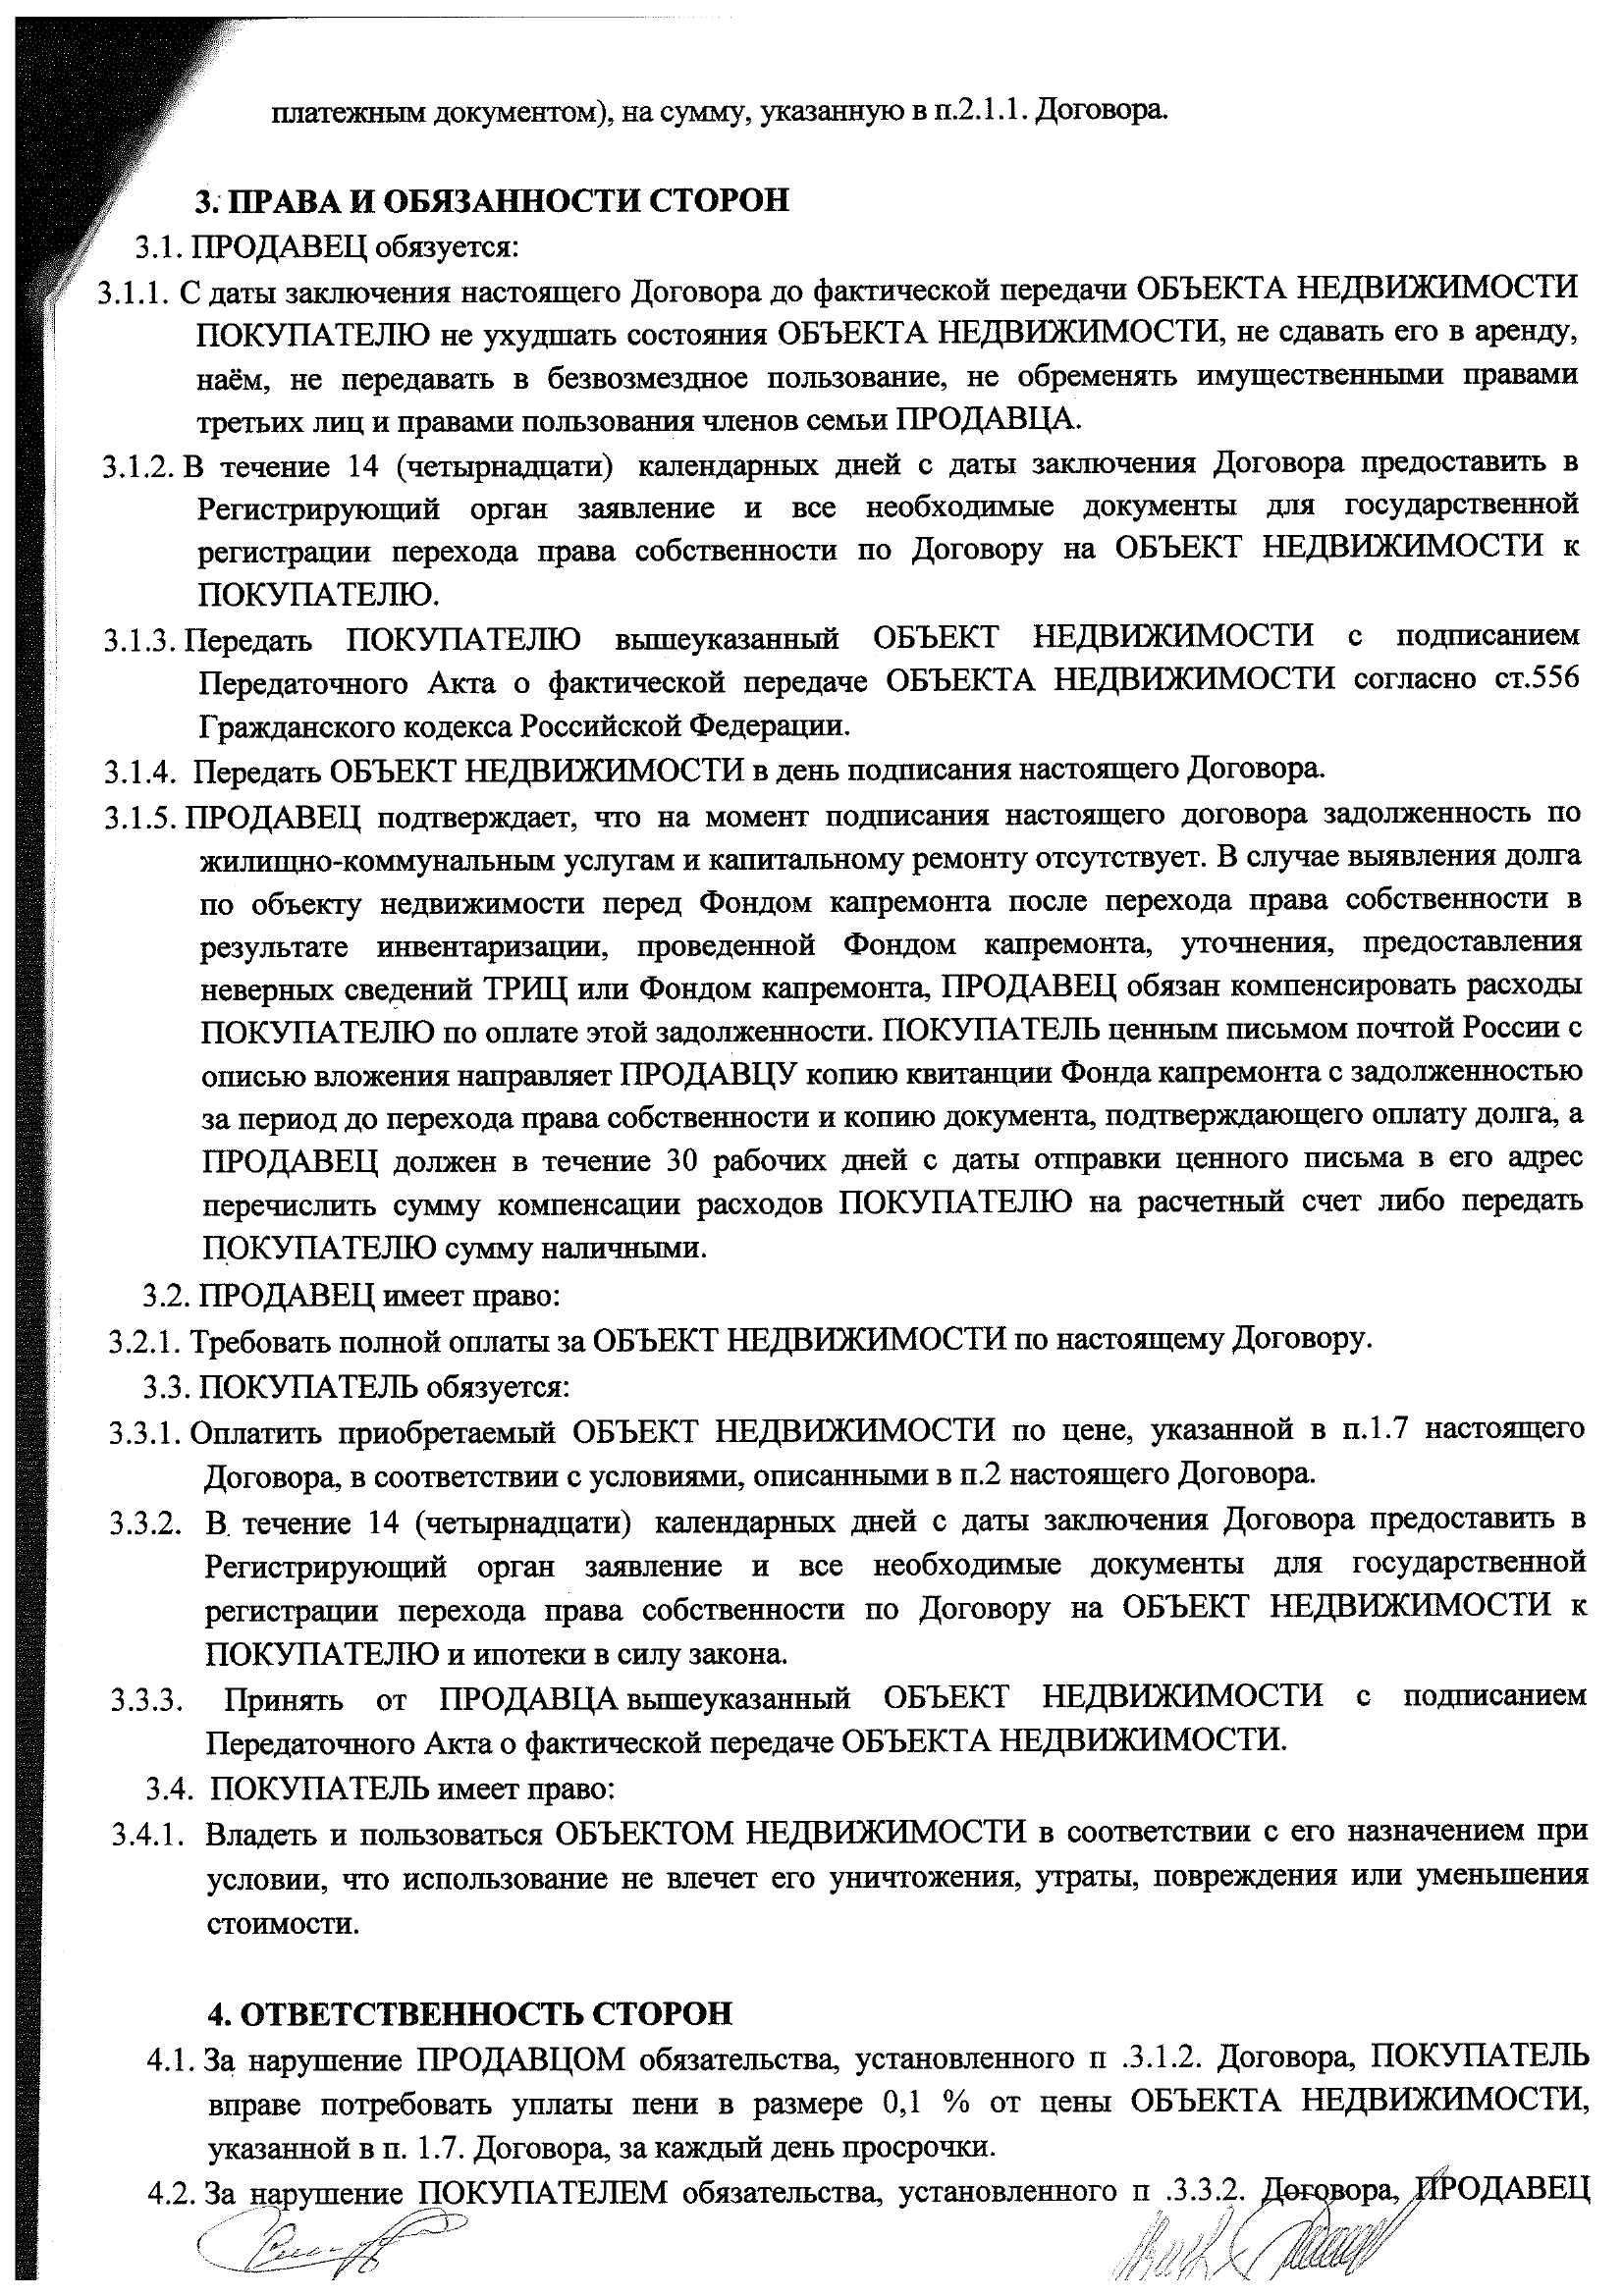 платежным документом), на сумму, указанную в п.2.1.1. Договора.
3. ПРАВА И ОБЯЗАННОСТИ СТОРОН
3.1. ПРОДАВЕЦ обязуется:
3.1.1. С даты заключения настоящего Договора до фактической передачи ОБЪЕКТА НЕДВИЖИМОСТИ
ПОКУПАТЕЛЮ не ухудшать состояния ОБЪЕКТА НЕДВИЖИМОСТИ, не сдавать его в аренду,
наём, не передавать в безвозмездное пользование, не обременять имущественными правами
третьих лиц и правами пользования членов семьи ПРОДАВЦА.
3.1.2. В течение 14 (четырнадцати) календарных дней с даты заключения Договора предоставить в
Регистрирующий орган заявление и все необходимые документы для государственной
регистрации перехода права собственности по Договору на ОБЪЕКТ НЕДВИЖИМОСТИ к
ПОКУПАТЕЛЮ.
3.1.3. Передать ПОКУПАТЕЛЮ вышеуказанный ОБЪЕКТ НЕДВИЖИМОСТИ с подписанием
Передаточного Акта о фактической передаче ОБЪЕКТА НЕДВИЖИМОСТИ согласно ст.556
Гражданского кодекса Российской Федерации.
3.1.4. Передать ОБЪЕКТ НЕДВИЖИМОСТИ в день подписания настоящего Договора.
3.1.5. ПРОДАВЕЦ подтверждает, что на момент подписания настоящего договора задолженность по
жилищно-коммунальным услугам и капитальному ремонту отсутствует. В случае выявления долга
по объекту недвижимости перед Фондом капремонта после перехода права собственности в
результате инвентаризации, проведенной Фондом капремонта, уточнения, предоставления
неверных сведений ТРИЦ или Фондом капремонта, ПРОДАВЕЦ обязан компенсировать расходы
ПОКУПАТЕЛЮ по оплате этой задолженности. ПОКУПАТЕЛЬ ценным письмом почтой России с
описью вложения направляет ПРОДАВЦУ копию квитанции Фонда капремонта с задолженностью
за период до перехода права собственности и копию документа, подтверждающего оплату долга, а
ПРОДАВЕЦ должен в течение 30 рабочих дней с даты отправки ценного письма в его адрес
перечислить сумму компенсации расходов ПОКУПАТЕЛЮ на расчетный счет либо передать
ПОКУПАТЕЛЮ сумму наличными.
3.2. ПРОДАВЕЦ имеет право:
3.2.1. Требовать полной оплаты за ОБЪЕКТ НЕДВИЖИМОСТИ по настоящему Договору.
3.3. ПОКУПАТЕЛЬ обязуется:
3.3.1. Оплатить приобретаемый ОБЪЕКТ НЕДВИЖИМОСТИ по цене, указанной в п.1.7 настоящего
Договора, в соответствии с условиями, описанными в п.2 настоящего Договора.
3.3.2. В течение 14 (четырнадцати) календарных дней с даты заключения Договора предоставить в
Регистрирующий орган заявление и все необходимые документы для государственной
регистрации перехода права собственности по Договору на ОБЪЕКТ НЕДВИЖИМОСТИ к
ПОКУПАТЕЛЮ и ипотеки в силу закона.
3.3.3. Принять от ПРОДАВЦА вышеуказанный ОБЪЕКТ НЕДВИЖИМОСТИ с подписанием
Передаточного Акта о фактической передаче ОБЪЕКТА НЕДВИЖИМОСТИ.
3.4. ПОКУПАТЕЛЬ имеет право:
3.4.1. Владеть и пользоваться ОБЪЕКТОМ НЕДВИЖИМОСТИ в соответствии с его назначением при
условии, что использование не влечет его уничтожения, утраты, повреждения или уменьшения
стоимости.
4. ОТВЕТСТВЕННОСТЬ СТОРОН
4.1. За нарушение ПРОДАВЦОМ обязательства, установленного п .3.1.2. Договора, ПОКУПАТЕЛЬ
вправе потребовать уплаты пени в размере 0,1 % от цены ОБЪЕКТА НЕДВИЖИМОСТИ,
указанной в п. 1.7. Договора, за каждый день просрочки.
4.2. За нарушение ПОКУПАТЕЛЕМ обязательства, установленного п .3.3.2. Договора, ПРОДАВЕЦ